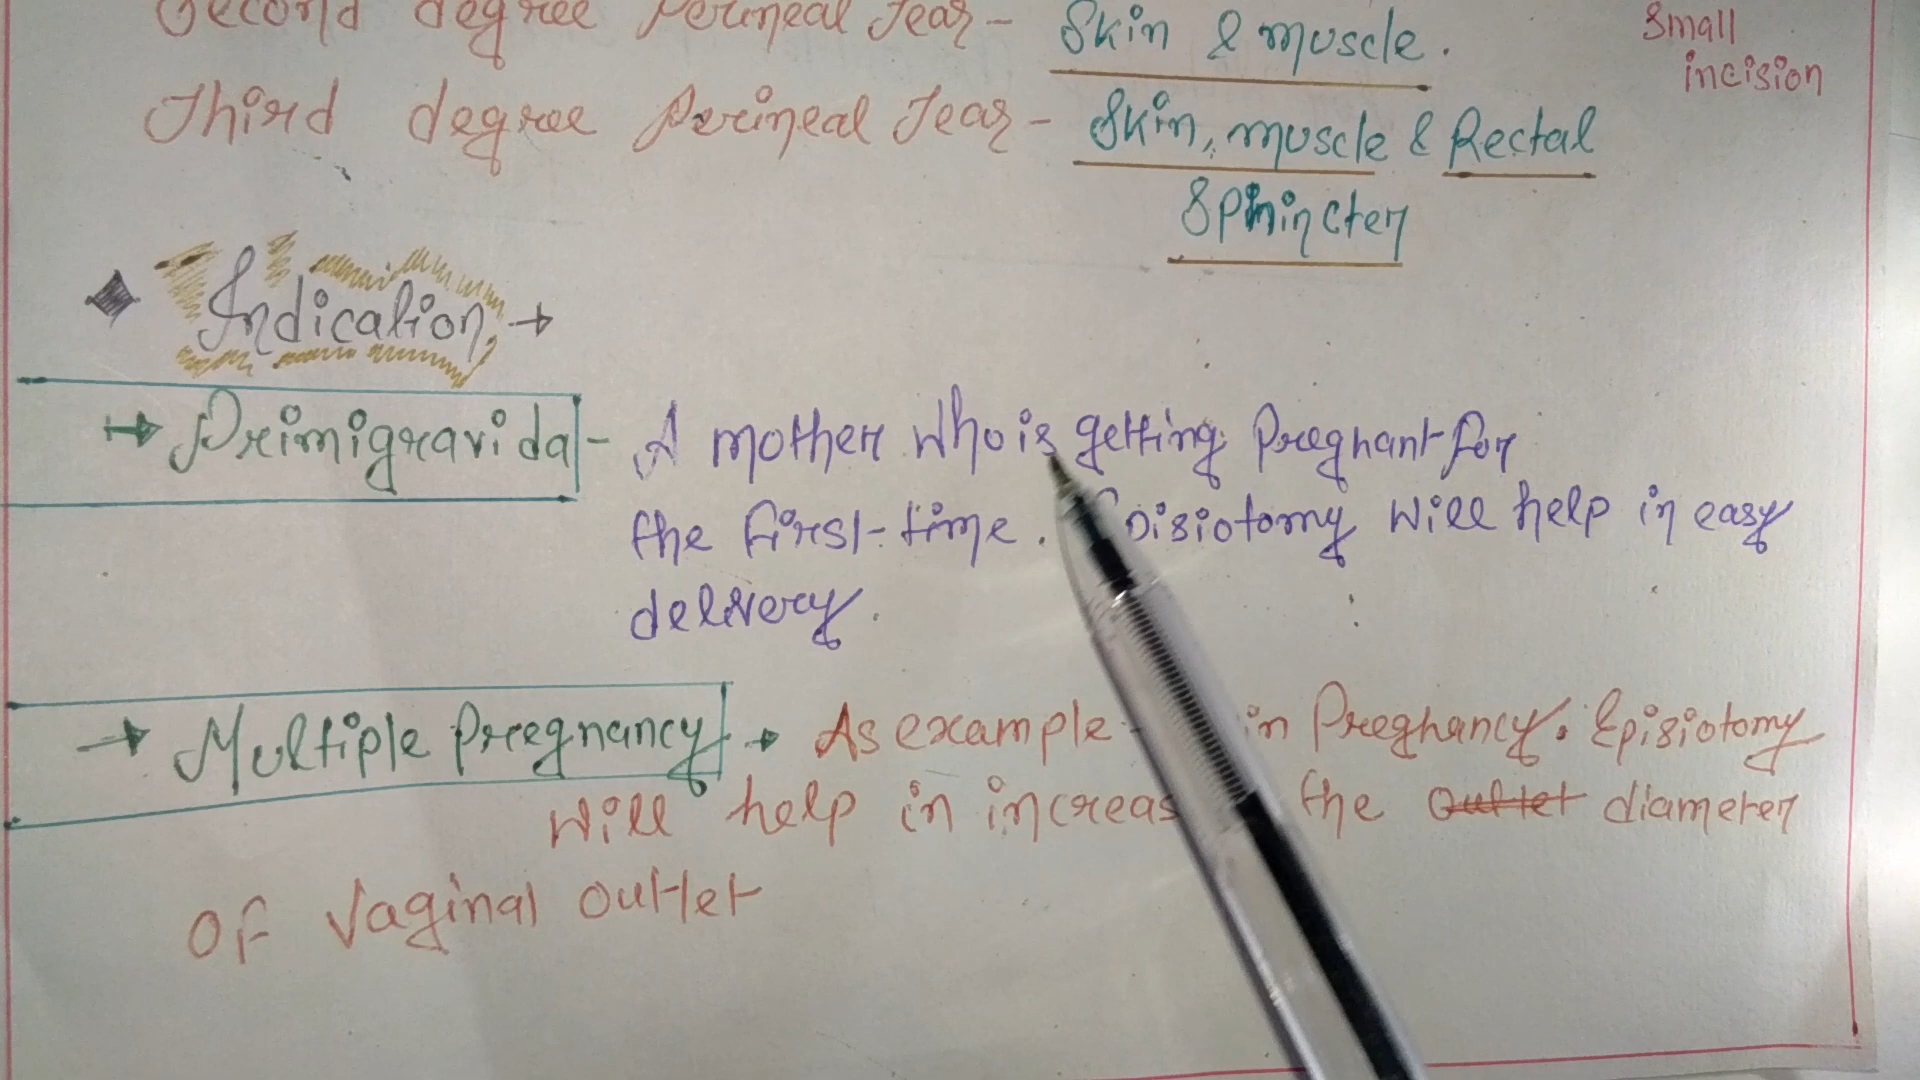 Second degree Perineal Tear - Skin & muscle.
Small
incision
Third degree Perineal Tear - Skin, muscle & Rectal
Sphincter
Indication →
→ Primigravida - A mother who is getting Pregnant for
the first-time. Episiotomy will help in easy
delivery.
→ Multiple pregnancy → As example in Pregnancy. Episiotomy
will help in increas the outlet diameter
of vaginal outlet